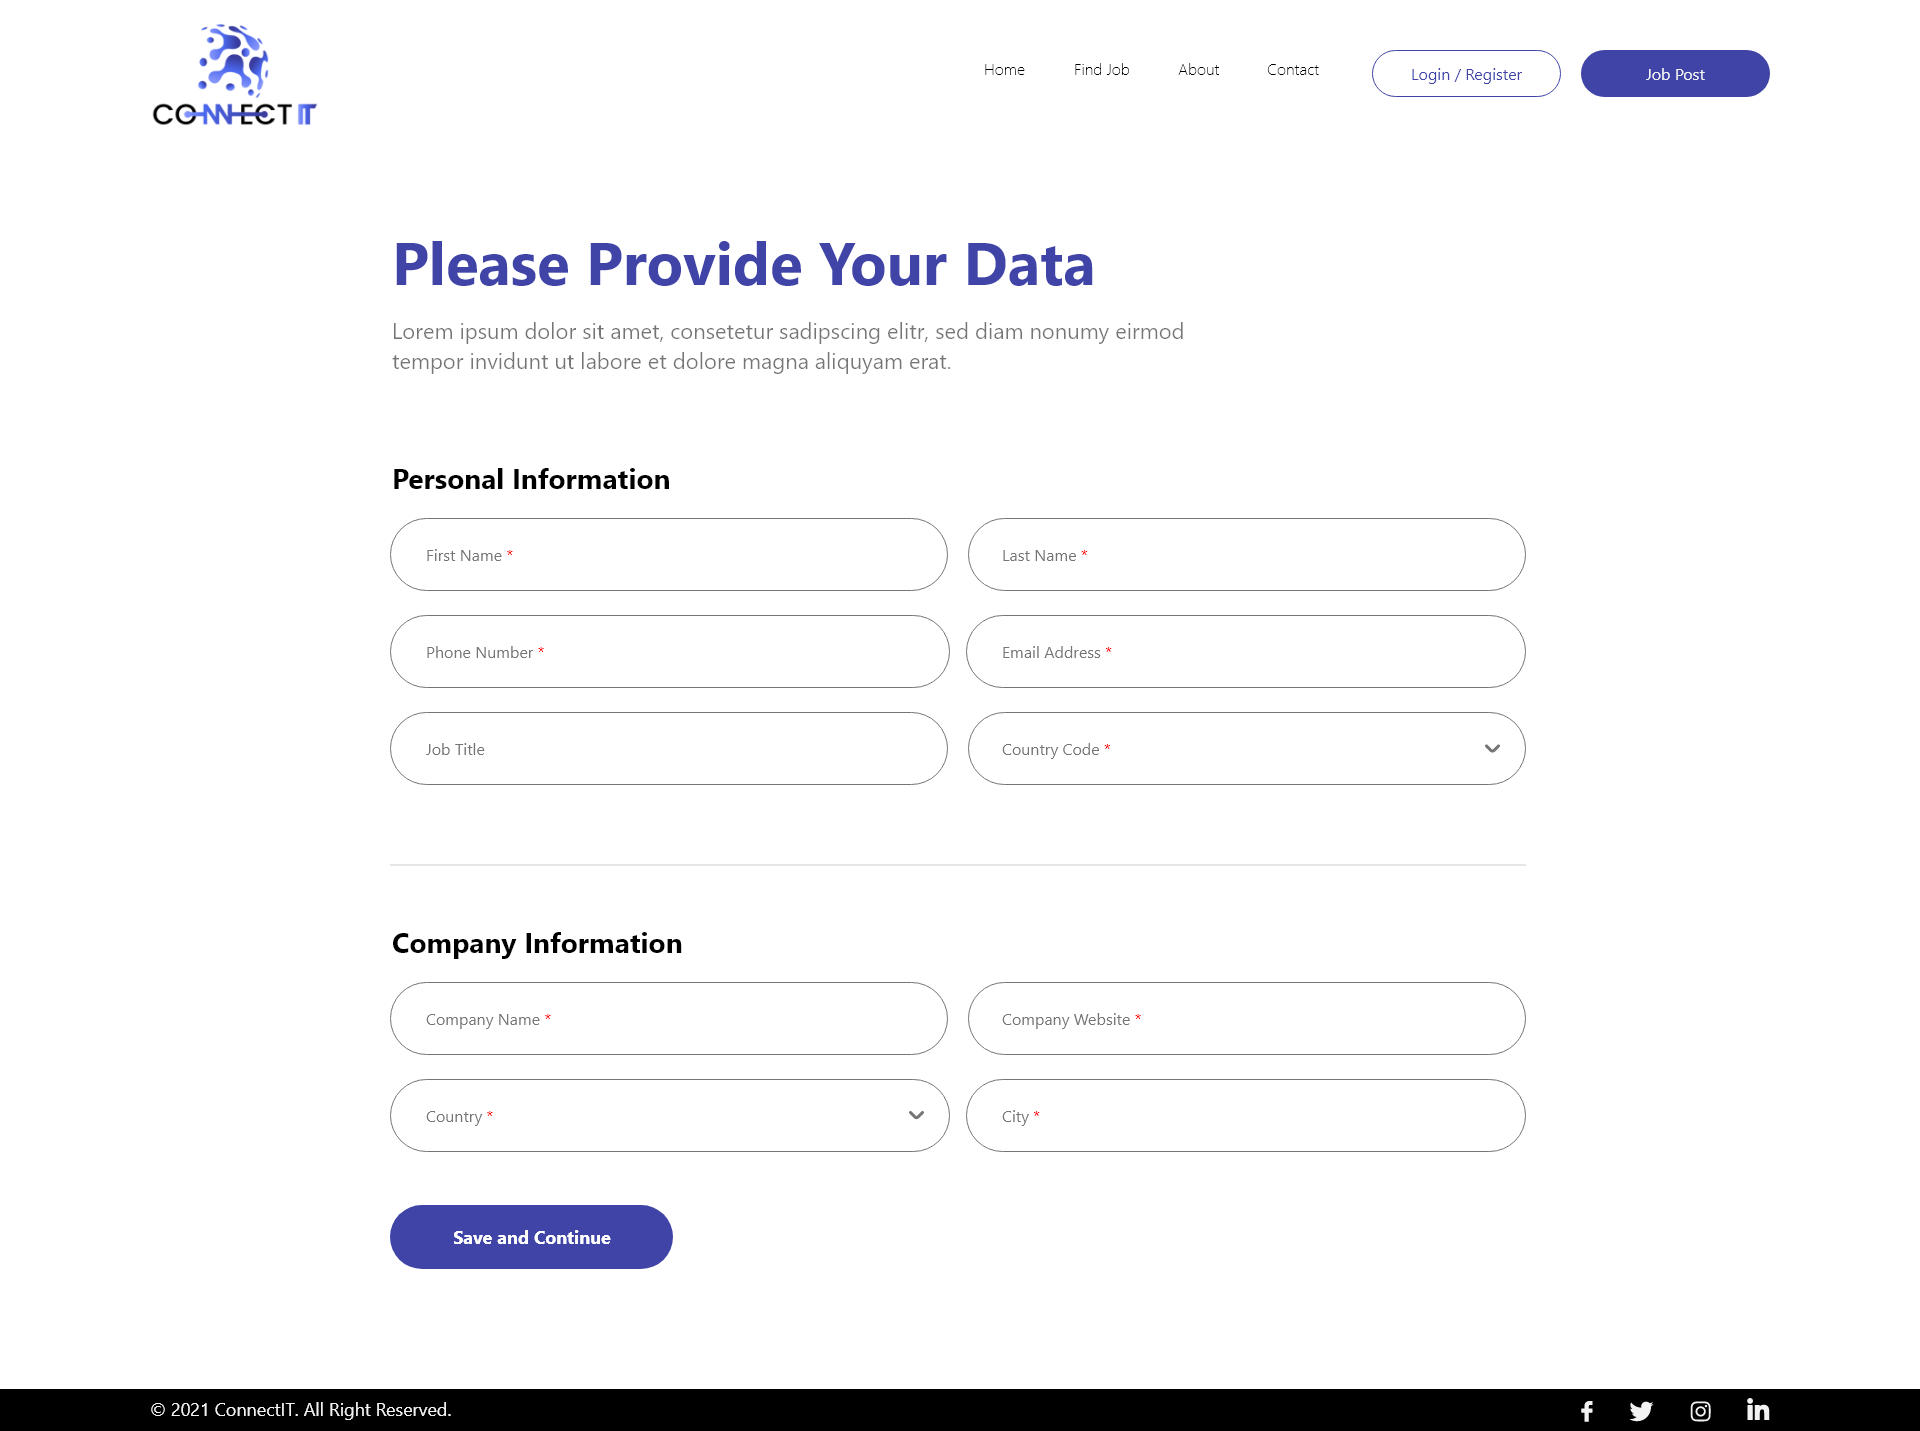 CONNECT IT
Home
Find Job
About
Contact
Login / Register
Job Post
Please Provide Your Data
Lorem ipsum dolor sit amet, consetetur sadipscing elitr, sed diam nonumy eirmod
tempor invidunt ut labore et dolore magna aliquyam erat.
Personal Information
First Name *
Last Name *
Phone Number *
Email Address *
Job Title
Country Code *
Company Information
Company Name *
Company Website *
Country *
City *
Save and Continue
© 2021 ConnectIT. All Right Reserved.